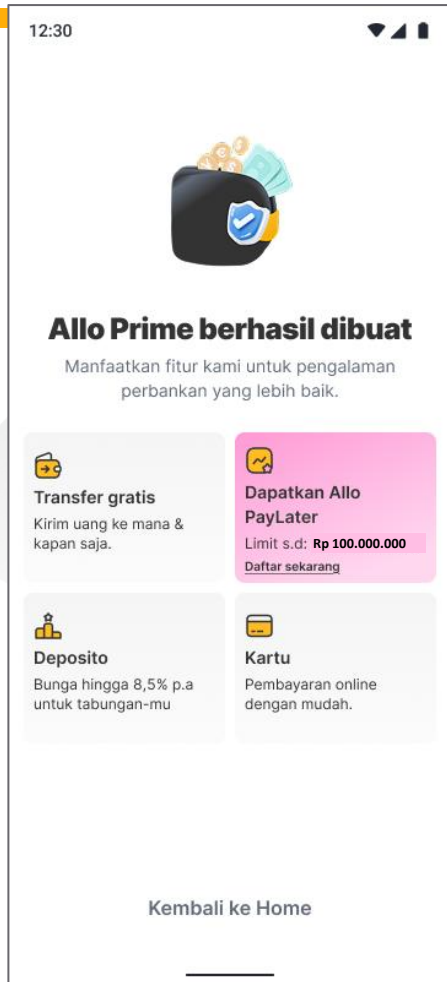 12:30
Allo Prime berhasil dibuat
Manfaatkan fitur kami untuk pengalaman
perbankan yang lebih baik.
Transfer gratis
Kirim uang ke mana &
kapan saja.
Dapatkan Allo
PayLater
Limit s.d: Rp 100.000.000
Daftar sekarang
Deposito
Bunga hingga 8,5% p.a
untuk tabungan-mu
Kartu
Pembayaran online
dengan mudah.
Kembali ke Home